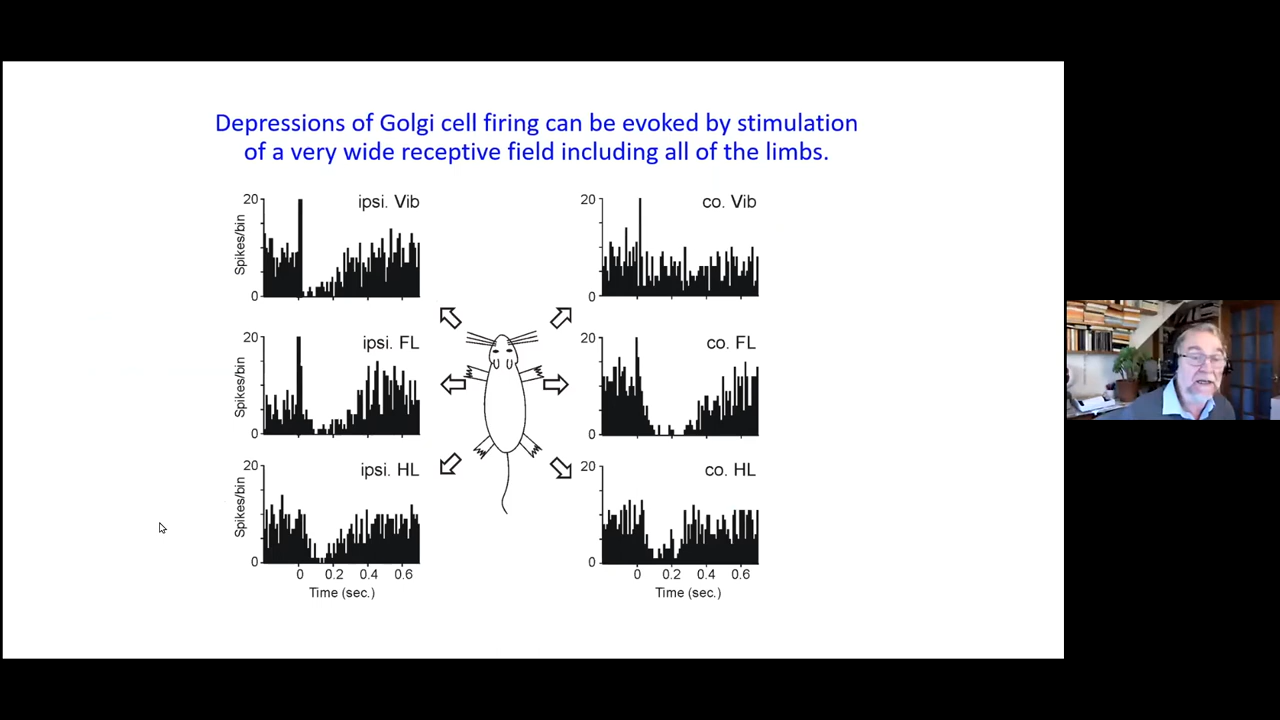 Depressions of Golgi cell firing can be evoked by stimulation
of a very wide receptive field including all of the limbs.
20
Spikes/bin
0
ipsi. Vib
20
0
co. Vib
20
Spikes/bin
0
ipsi. FL
20
0
co. FL
20
Spikes/bin
0
ipsi. HL
0 0.2 0.4 0.6
Time (sec.)
20
0
co. HL
0 0.2 0.4 0.6
Time (sec.)